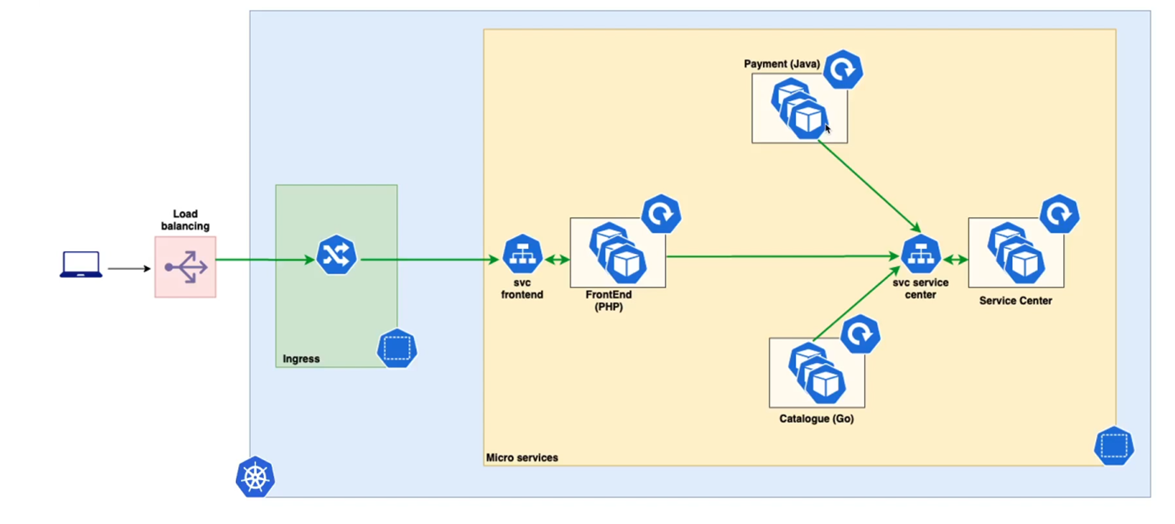 Payment (Java)
Load
balancing
svc
frontend
FrontEnd
(PHP)
svc service
center
Service Center
Ingress
Catalogue (Go)
Micro services